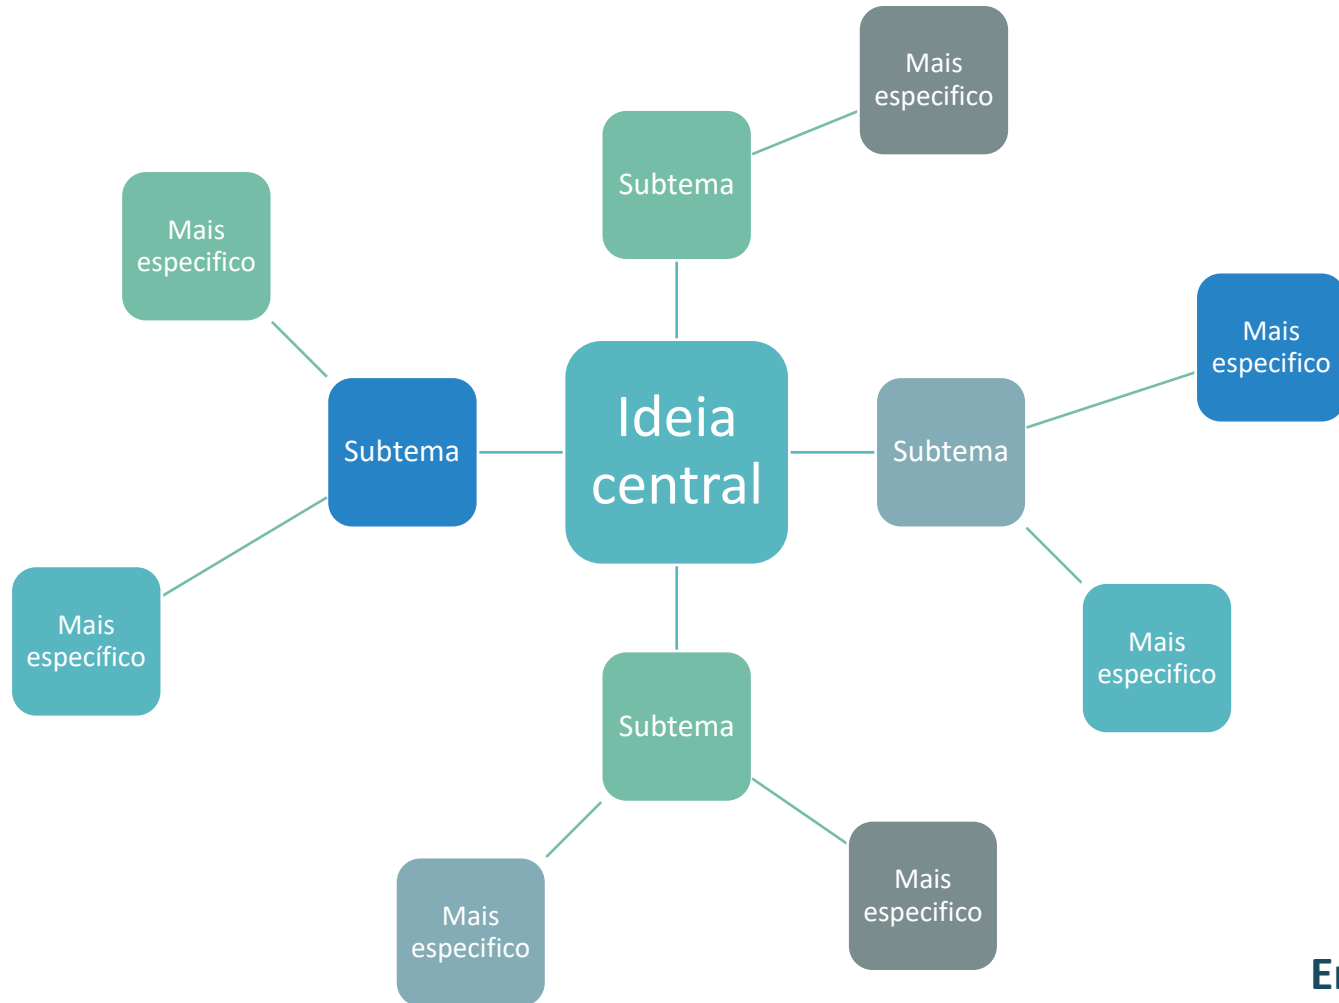 Mais
especifico
Subtema
Mais
especifico
Mais
especifico
Ideia
central
Subtema
Subtema
Mais
específico
Mais
especifico
Subtema
Mais
especifico
Mais
especifico